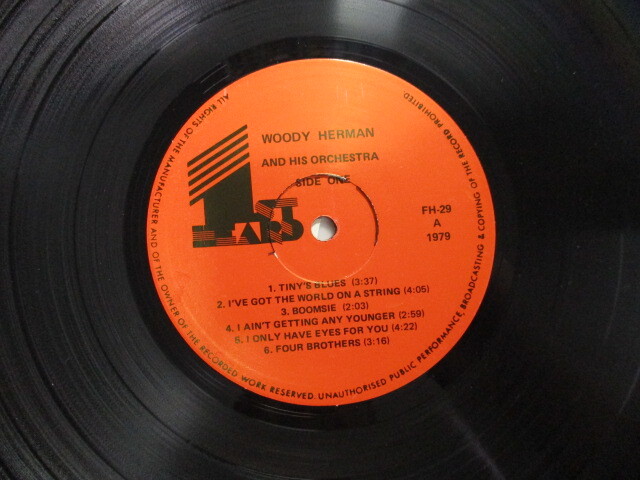 WOODY HERMAN
AND HIS ORCHESTRA
SIDE ONE
1ST
HEARS
FH-29
A
1979
1. TINY'S BLUES (3:37)
2. I'VE GOT THE WORLD ON A STRING (4:05)
3. BOOMSIE (2:03)
4. I AIN'T GETTING ANY YOUNGER (2:59)
5. I ONLY HAVE EYES FOR YOU (4:22)
6. FOUR BROTHERS (3:16)
ALL RIGHTS OF THE MANUFACTURER AND OF THE OWNER OF THE RECORDED WORK RESERVED. UNAUTHORISED PUBLIC PERFORMANCE, BROADCASTING & COPYING OF THE RECORD PROHIBITED